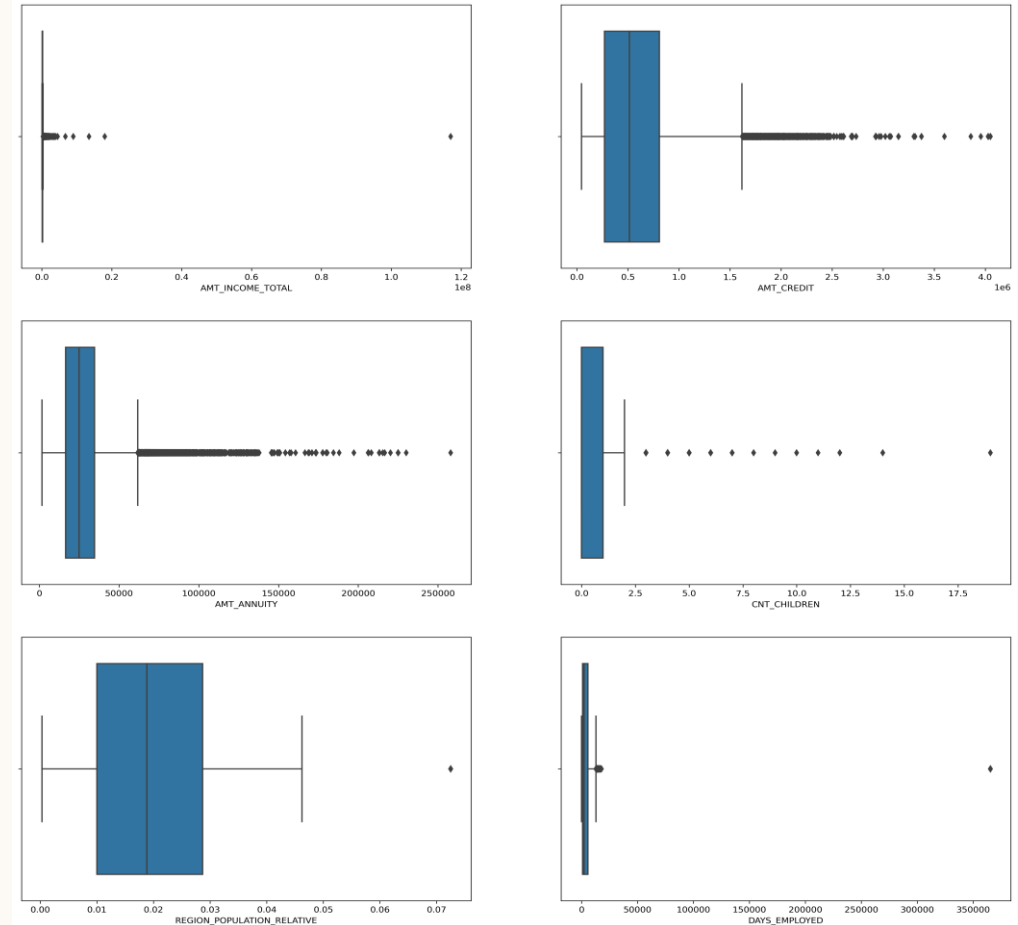 0.0 0.2 0.4 0.6 0.8 1.0 1.2
1e8
AMT_INCOME_TOTAL
0.0 0.5 1.0 1.5 2.0 2.5 3.0 3.5 4.0
1e6
AMT_CREDIT
0 50000 100000 150000 200000 250000
AMT_ANNUITY
0.0 2.5 5.0 7.5 10.0 12.5 15.0 17.5
CNT_CHILDREN
0.00 0.01 0.02 0.03 0.04 0.05 0.06 0.07
REGION_POPULATION_RELATIVE
0 50000 100000 150000 200000 250000 300000 350000
DAYS_EMPLOYED